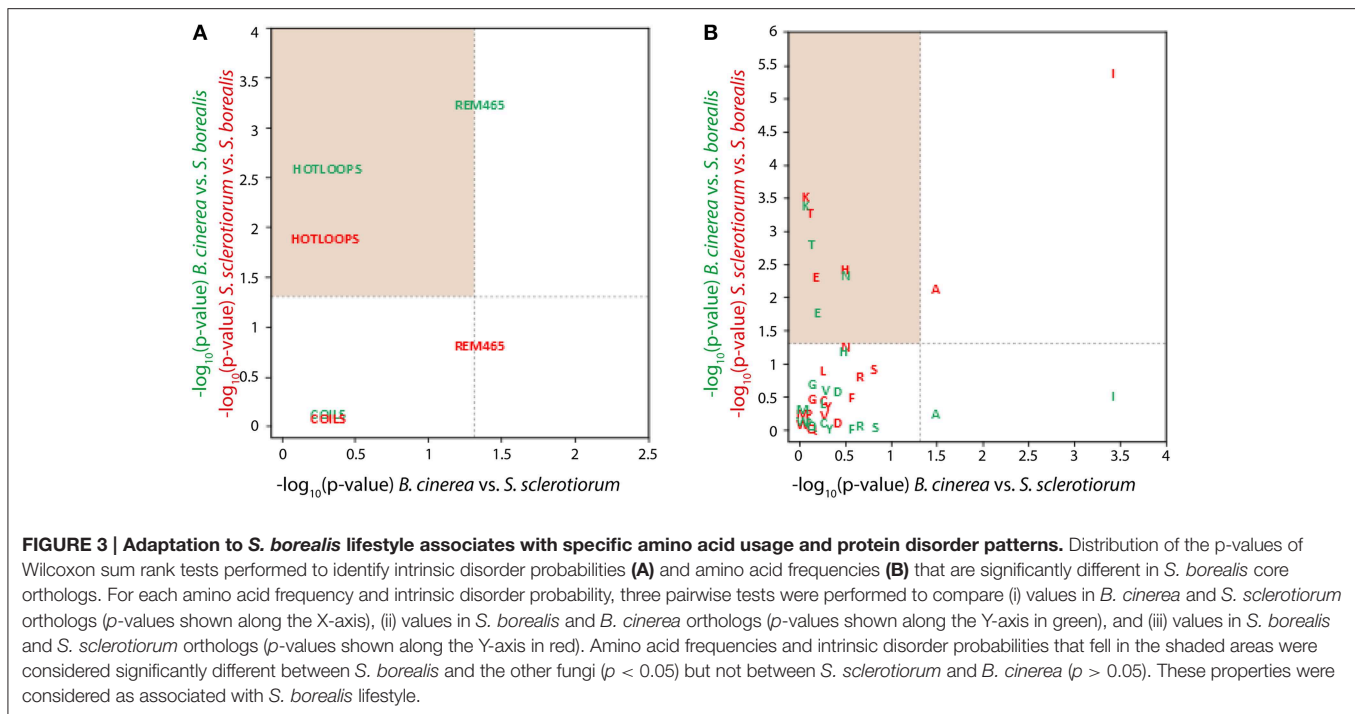 A
4
3.5
3
2.5
2
1.5
1
0.5
0
-log10(p-value) B. cinerea vs. S. borealis
-log10(p-value) S. sclerotiorum vs. S. borealis
REM465
HOTLOOPS
HOTLOOPS
REM465
COILS
COILS
0 0.5 1 1.5 2 2.5
-log10(p-value) B. cinerea vs. S. sclerotiorum
B
6
5.5
5
4.5
4
3.5
3
2.5
2
1.5
1
0.5
0
-log10(p-value) B. cinerea vs. S. borealis
-log10(p-value) S. sclerotiorum vs. S. borealis
I
K
K
T
T
H
E
N
A
E
N
H
L
S
R
G
V
D
I
G
C
F
Y
V
A
D
C
Y
F
R
S
0 0.5 1 1.5 2 2.5 3 3.5 4
-log10(p-value) B. cinerea vs. S. sclerotiorum
FIGURE 3 | Adaptation to S. borealis lifestyle associates with specific amino acid usage and protein disorder patterns. Distribution of the p-values of
Wilcoxon sum rank tests performed to identify intrinsic disorder probabilities (A) and amino acid frequencies (B) that are significantly different in S. borealis core
orthologs. For each amino acid frequency and intrinsic disorder probability, three pairwise tests were performed to compare (i) values in B. cinerea and S. sclerotiorum
orthologs (p-values shown along the X-axis), (ii) values in S. borealis and B. cinerea orthologs (p-values shown along the Y-axis in green), and (iii) values in S. borealis
and S. sclerotiorum orthologs (p-values shown along the Y-axis in red). Amino acid frequencies and intrinsic disorder probabilities that fell in the shaded areas were
considered significantly different between S. borealis and the other fungi (p < 0.05) but not between S. sclerotiorum and B. cinerea (p > 0.05). These properties were
considered as associated with S. borealis lifestyle.